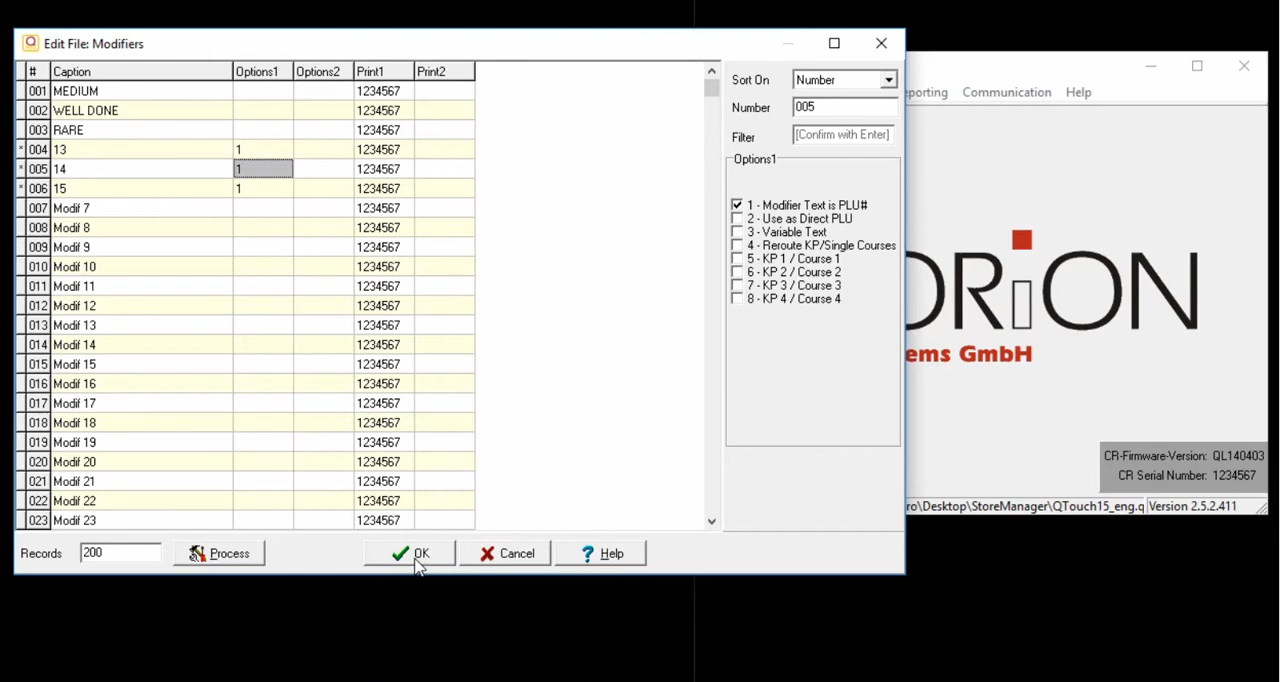 Edit File: Modifiers
# Caption Options1 Options2 Print1 Print2
001 MEDIUM 1234567
002 WELL DONE 1234567
003 RARE 1234567
* 004 13 1 1234567
* 005 14 1 1234567
* 006 15 1 1234567
007 Modif 7 1234567
008 Modif 8 1234567
009 Modif 9 1234567
010 Modif 10 1234567
011 Modif 11 1234567
012 Modif 12 1234567
013 Modif 13 1234567
014 Modif 14 1234567
015 Modif 15 1234567
016 Modif 16 1234567
017 Modif 17 1234567
018 Modif 18 1234567
019 Modif 19 1234567
020 Modif 20 1234567
021 Modif 21 1234567
022 Modif 22 1234567
023 Modif 23 1234567
Sort On Number
Number 005
Filter [Confirm with Enter]
Options1
1 - Modifier Text is PLU#
2 - Use as Direct PLU
3 - Variable Text
4 - Reroute KP/Single Courses
5 - KP 1 / Course 1
6 - KP 2 / Course 2
7 - KP 3 / Course 3
8 - KP 4 / Course 4
Records 200 Process OK Cancel Help
eporting Communication Help
ORiON
ems GmbH
CR-Firmware-Version: QL140403
CR Serial Number: 1234567
ro\Desktop\StoreManager\QTouch15_eng.q Version 2.5.2.411